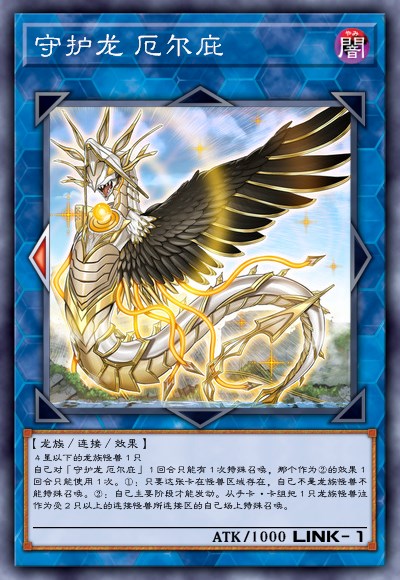 守护龙 厄尔庇
やみ
闇
【龙族／连接／效果】
４星以下的龙族怪兽１只
自己对「守护龙 厄尔庇」１回合只能有１次特殊召唤，那个作为②的效果１
回合只能使用１次。①：只要这张卡在怪兽区域存在，自己不是龙族怪兽不
能特殊召唤。②：自己主要阶段才能发动。从手卡・卡组把１只龙族怪兽
作为受２只以上的连接怪兽所连接区的自己场上特殊召唤。
ATK/1000 LINK-1